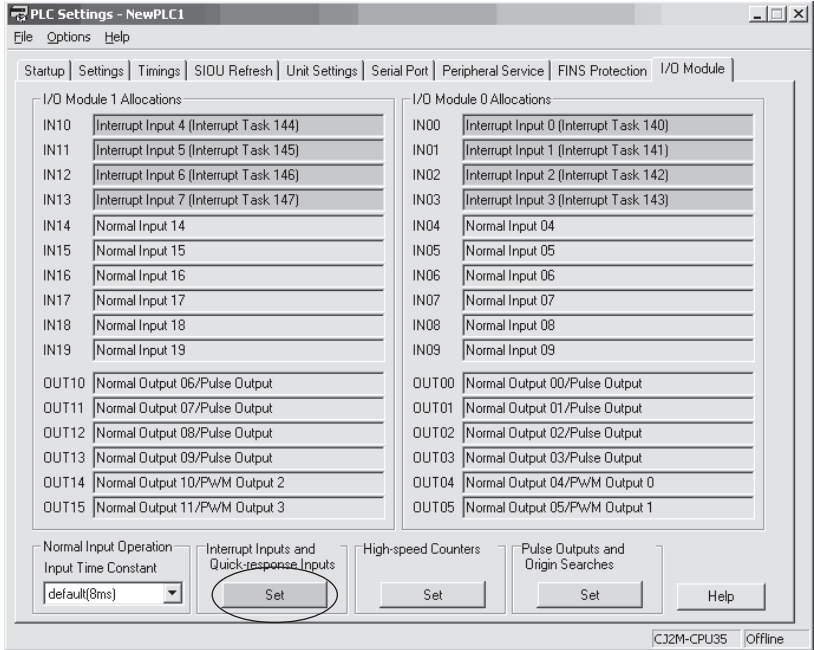 PLC Settings - NewPLC1
File Options Help
Startup Settings Timings SIOU Refresh Unit Settings Serial Port Peripheral Service FINS Protection I/O Module
I/O Module 1 Allocations
IN10 Interrupt Input 4 (Interrupt Task 144)
IN11 Interrupt Input 5 (Interrupt Task 145)
IN12 Interrupt Input 6 (Interrupt Task 146)
IN13 Interrupt Input 7 (Interrupt Task 147)
IN14 Normal Input 14
IN15 Normal Input 15
IN16 Normal Input 16
IN17 Normal Input 17
IN18 Normal Input 18
IN19 Normal Input 19
OUT10 Normal Output 06/Pulse Output
OUT11 Normal Output 07/Pulse Output
OUT12 Normal Output 08/Pulse Output
OUT13 Normal Output 09/Pulse Output
OUT14 Normal Output 10/PWM Output 2
OUT15 Normal Output 11/PWM Output 3
I/O Module 0 Allocations
IN00 Interrupt Input 0 (Interrupt Task 140)
IN01 Interrupt Input 1 (Interrupt Task 141)
IN02 Interrupt Input 2 (Interrupt Task 142)
IN03 Interrupt Input 3 (Interrupt Task 143)
IN04 Normal Input 04
IN05 Normal Input 05
IN06 Normal Input 06
IN07 Normal Input 07
IN08 Normal Input 08
IN09 Normal Input 09
OUT00 Normal Output 00/Pulse Output
OUT01 Normal Output 01/Pulse Output
OUT02 Normal Output 02/Pulse Output
OUT03 Normal Output 03/Pulse Output
OUT04 Normal Output 04/PWM Output 0
OUT05 Normal Output 05/PWM Output 1
Normal Input Operation
Input Time Constant
default(8ms)
Interrupt Inputs and
Quick-response Inputs
Set
High-speed Counters
Set
Pulse Outputs and
Origin Searches
Set
Help
CJ2M-CPU35 Offline